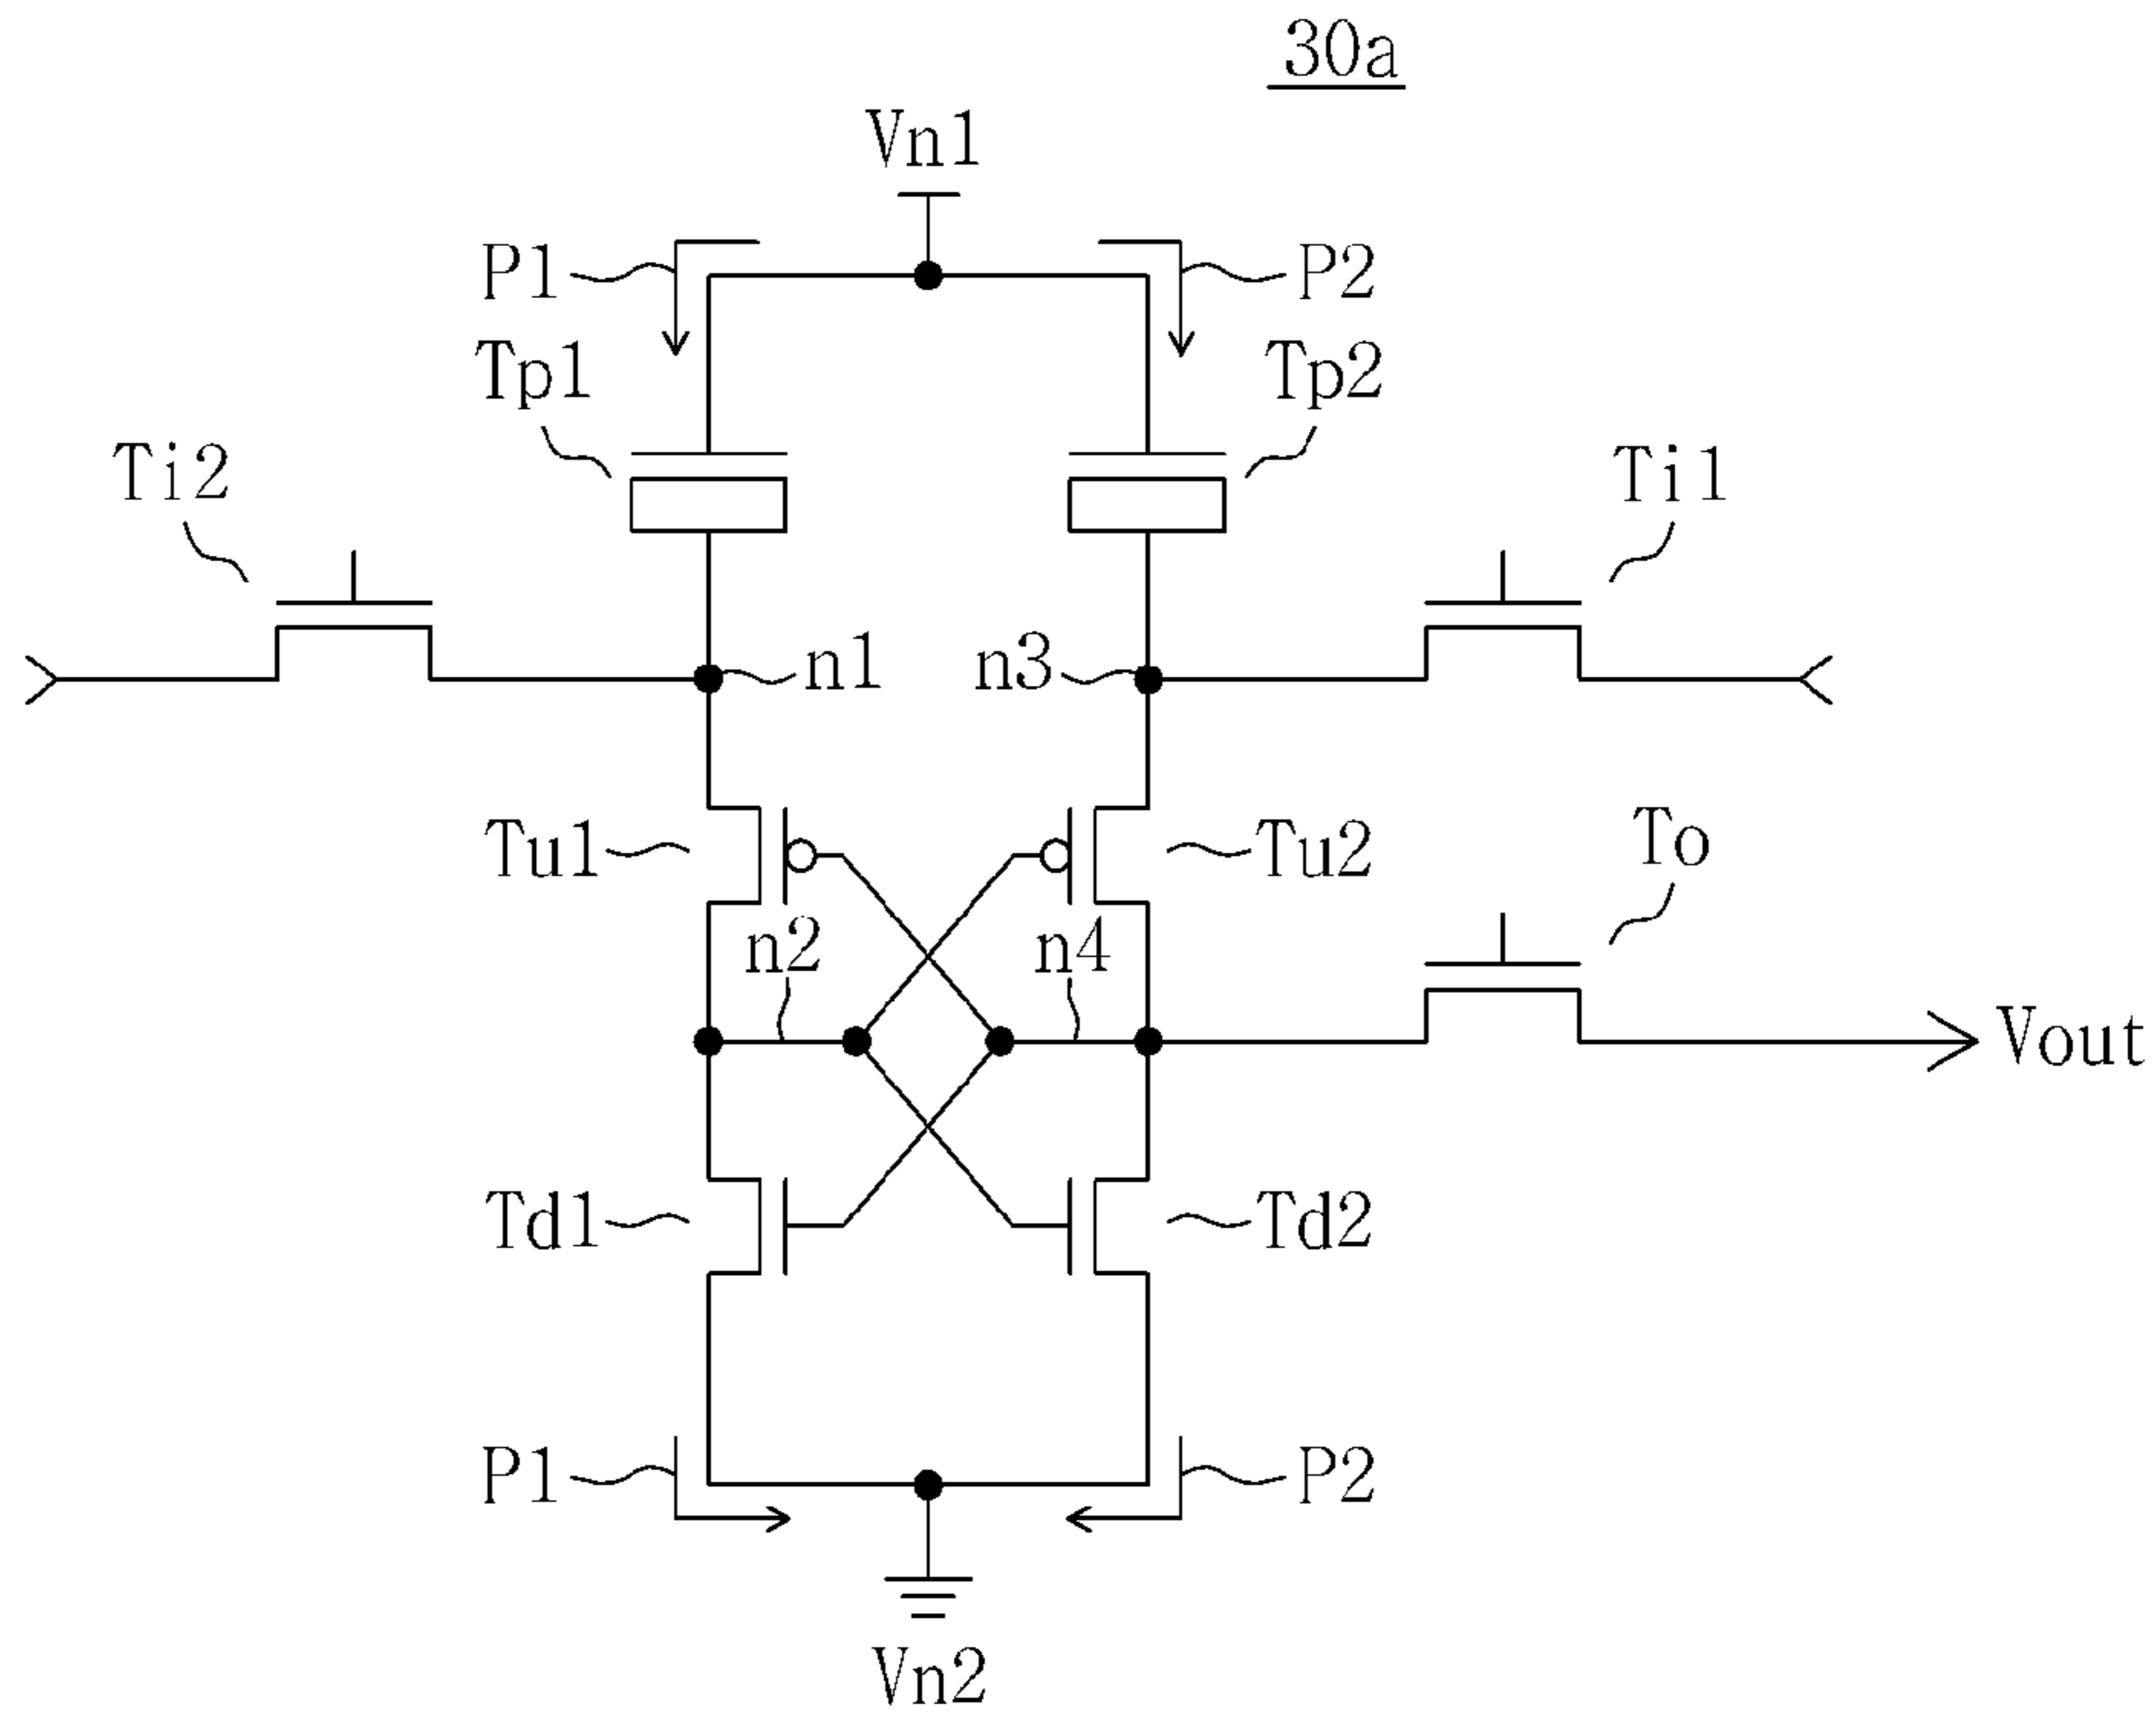 30a
Vn1
P1 P2
Tp1 Tp2
Ti2 Ti1
n1 n3
Tu1 Tu2 To
n2 n4
Vout
Td1 Td2
P1 P2
Vn2